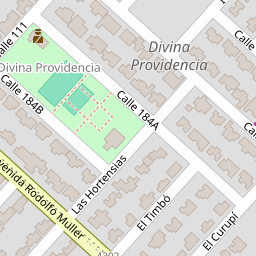 Calle 111
Divina Providencia
Divina
Providencia
Calle 184B
Calle 184A
Las Hortensias
El Timbó
El Curupí
Avenida Rodolfo Muller